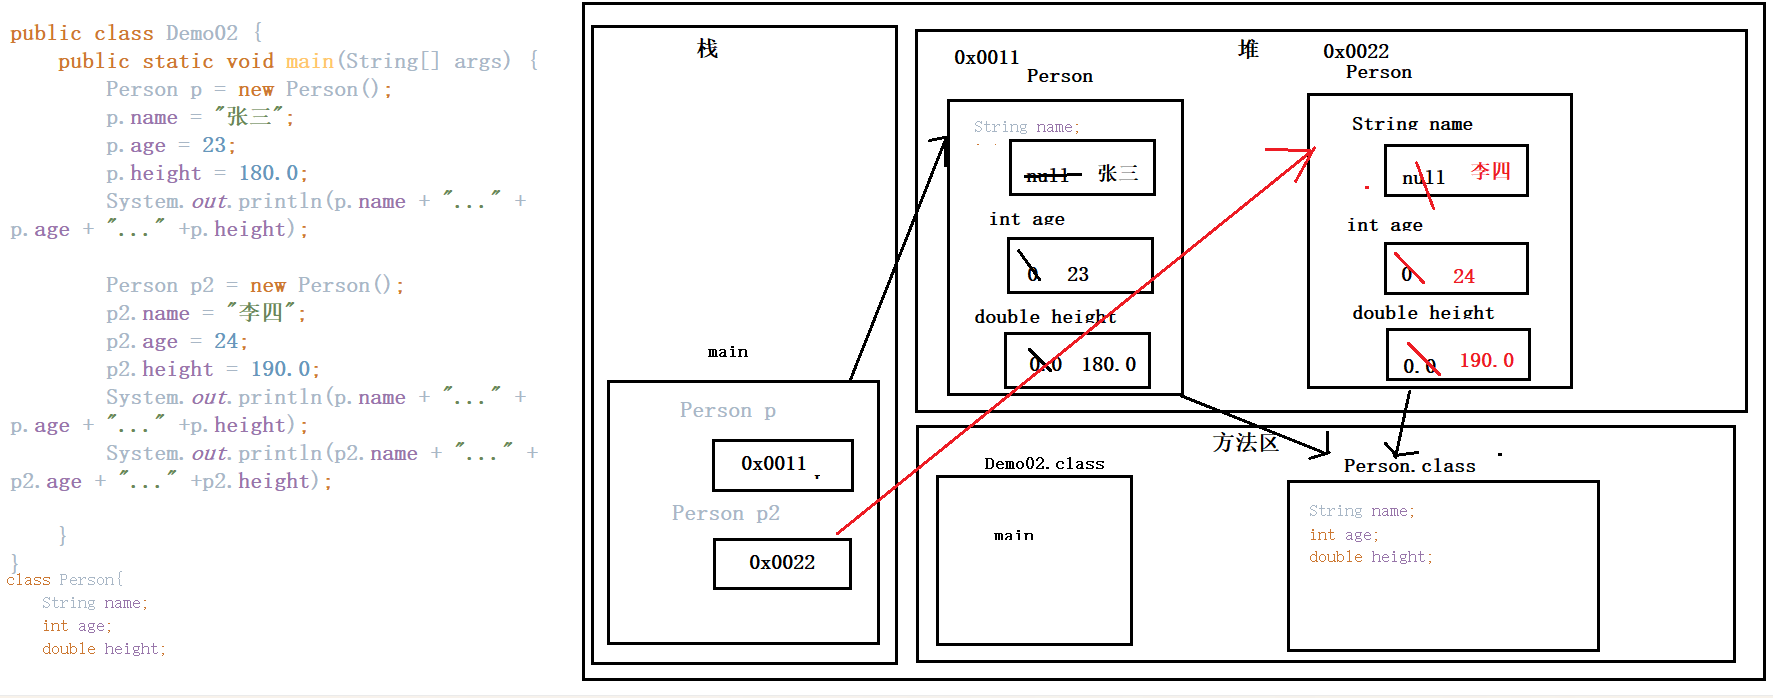 public class Demo02 {
public static void main(String[] args) {
Person p = new Person();
p.name = "张三";
p.age = 23;
p.height = 180.0;
System.out.println(p.name + "..." +
p.age + "..." +p.height);
Person p2 = new Person();
p2.name = "李四";
p2.age = 24;
p2.height = 190.0;
System.out.println(p.name + "..." +
p.age + "..." +p.height);
System.out.println(p2.name + "..." +
p2.age + "..." +p2.height);
}
}
class Person{
String name;
int age;
double height;
栈
main
Person p
0x0011
Person p2
0x0022
堆
0x0011
Person
String name;
null 张三
int age
0 23
double height
0.0 180.0
0x0022
Person
String name
null 李四
int age
0 24
double height
0.0 190.0
方法区
Demo02.class
main
Person.class
String name;
int age;
double height;